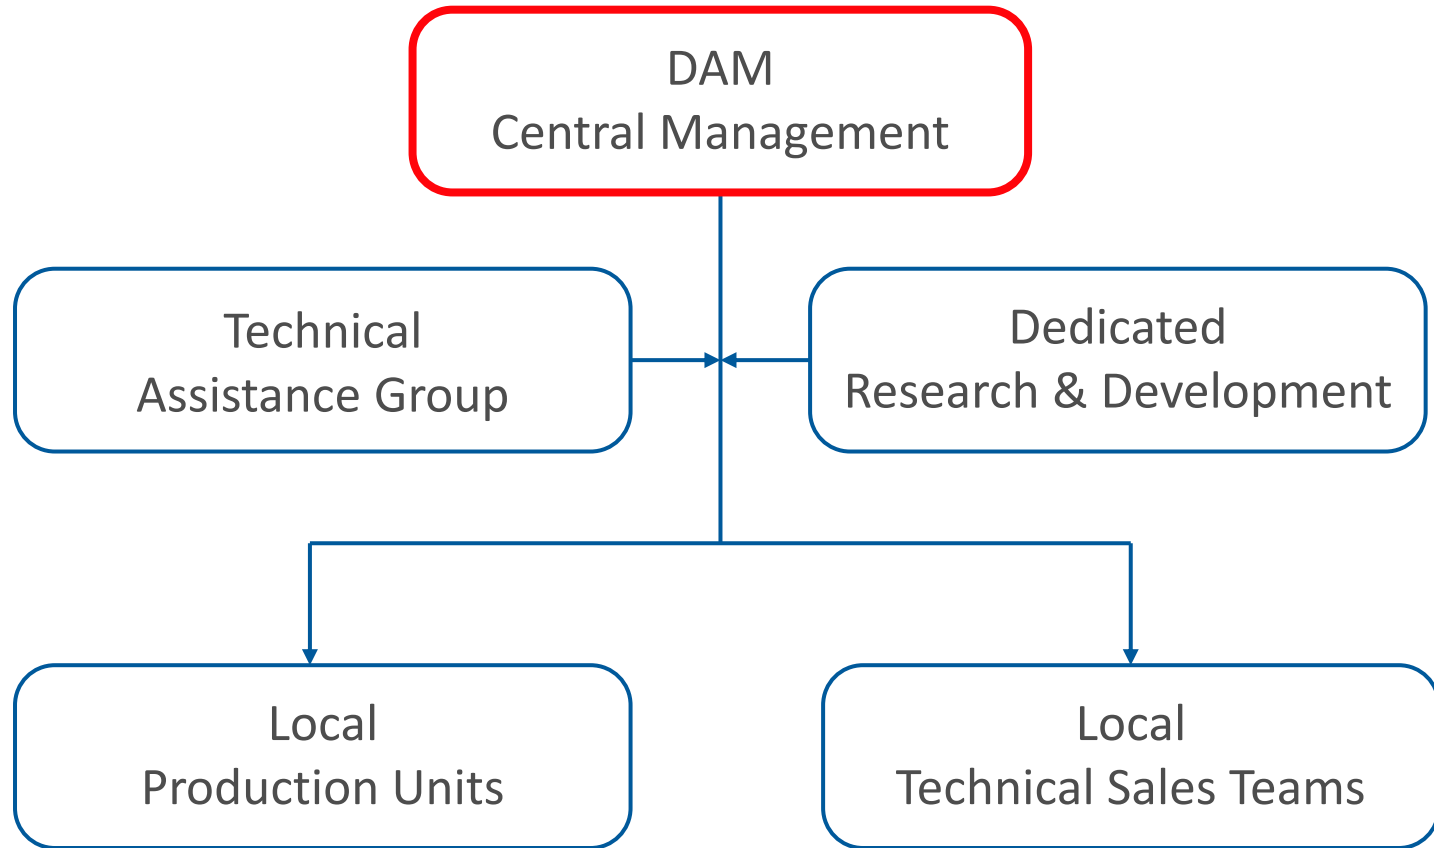 DAM
Central Management
Technical
Assistance Group
Dedicated
Research & Development
Local
Production Units
Local
Technical Sales Teams